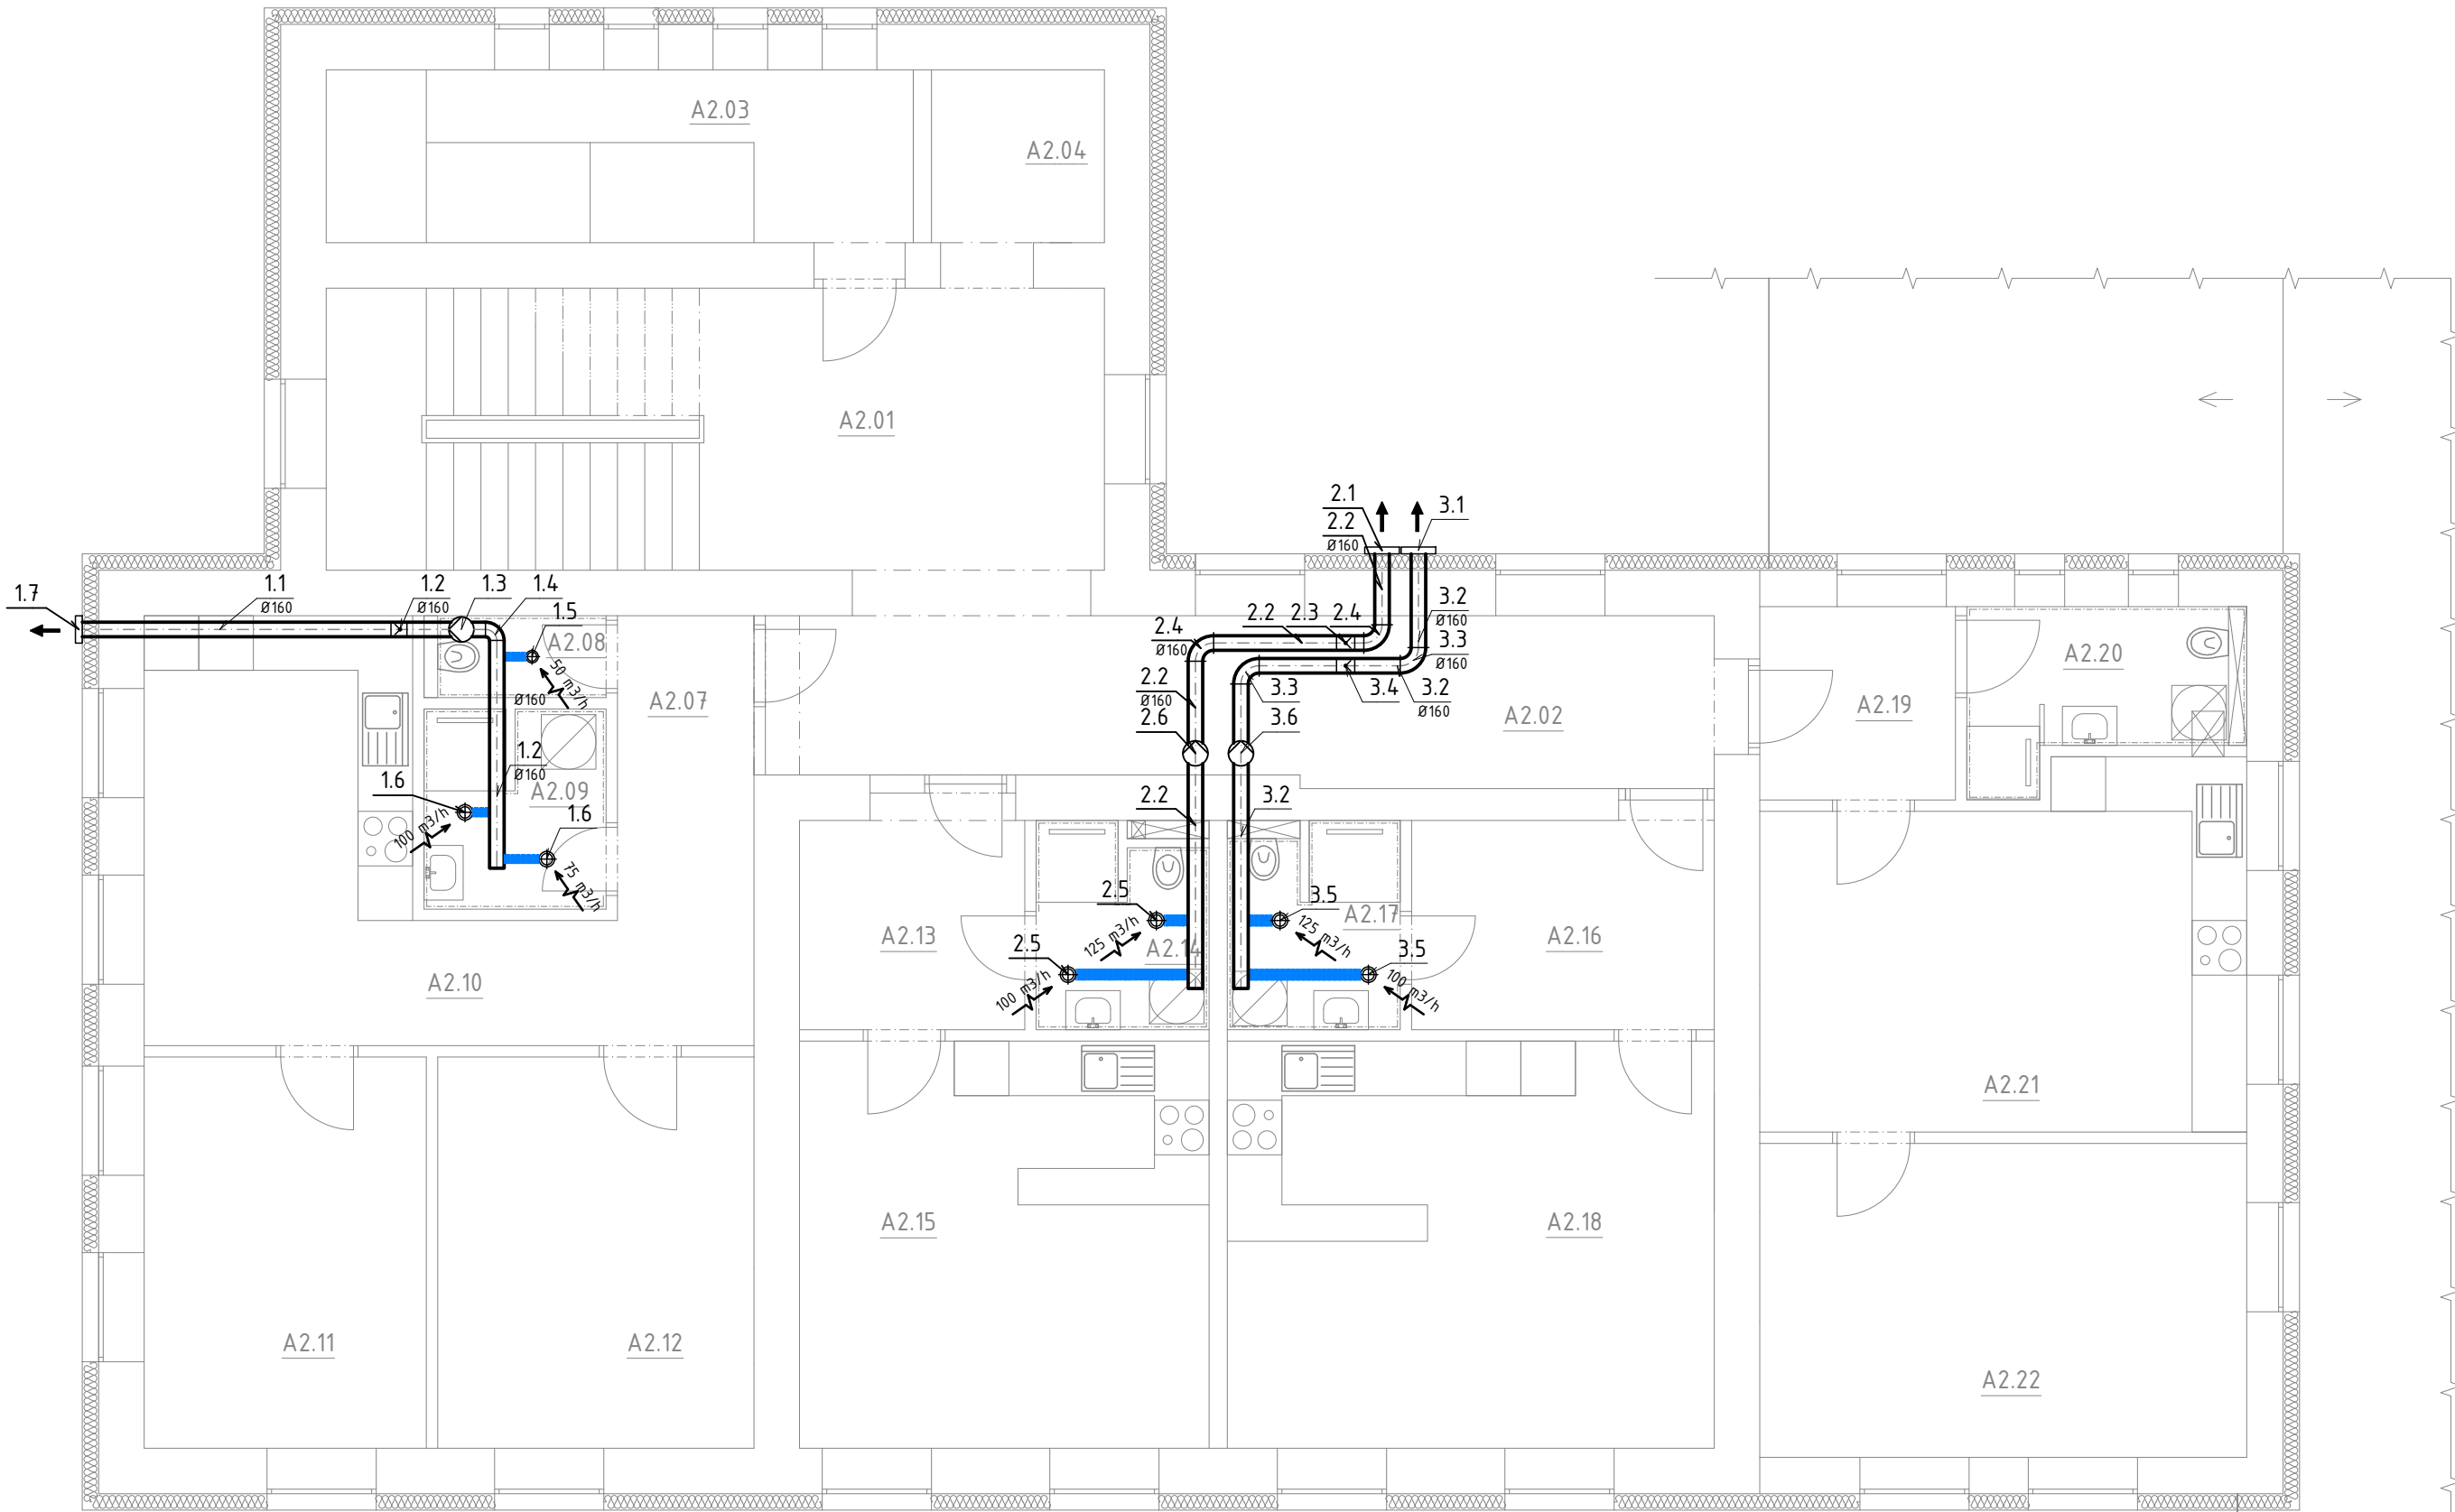 A2.03
A2.04
A2.01
2.1
3.1
2.2
Ø160
1.7
1.1
Ø160
1.2
Ø160
1.3
1.4
1.5
A2.08
50 m3/h
Ø160
A2.07
2.4
Ø160
2.2
2.3
2.4
3.2
Ø160
3.3
Ø160
2.2
Ø160
2.6
3.3
3.6
3.4
3.2
Ø160
A2.02
A2.19
A2.20
1.2
Ø160
1.6
A2.09
1.6
100 m3/h
75 m3/h
2.2
3.2
2.5
3.5
125 m3/h
125 m3/h
A2.17
A2.13
2.5
A2.14
3.5
A2.16
100 m3/h
100 m3/h
A2.10
A2.21
A2.15
A2.18
A2.11
A2.12
A2.22